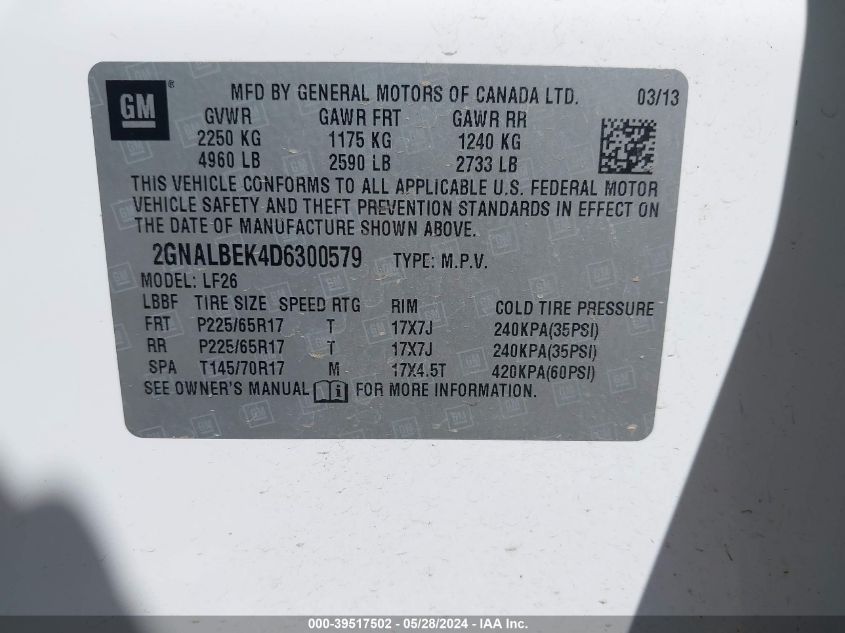 GM ® MFD BY GENERAL MOTORS OF CANADA LTD. 03/13
GVWR GAWR FRT GAWR RR
2250 KG 1175 KG 1240 KG
4960 LB 2590 LB 2733 LB
THIS VEHICLE CONFORMS TO ALL APPLICABLE U.S. FEDERAL MOTOR
VEHICLE SAFETY AND THEFT PREVENTION STANDARDS IN EFFECT ON
THE DATE OF MANUFACTURE SHOWN ABOVE.
2GNALBEK4D6300579 TYPE: M.P.V.
MODEL: LF26
LBBF TIRE SIZE SPEED RTG RIM COLD TIRE PRESSURE
FRT P225/65R17 T 17X7J 240KPA(35PSI)
RR P225/65R17 T 17X7J 240KPA(35PSI)
SPA T145/70R17 M 17X4.5T 420KPA(60PSI)
SEE OWNER'S MANUAL i FOR MORE INFORMATION.
000-39517502 - 05/28/2024 - IAA Inc.